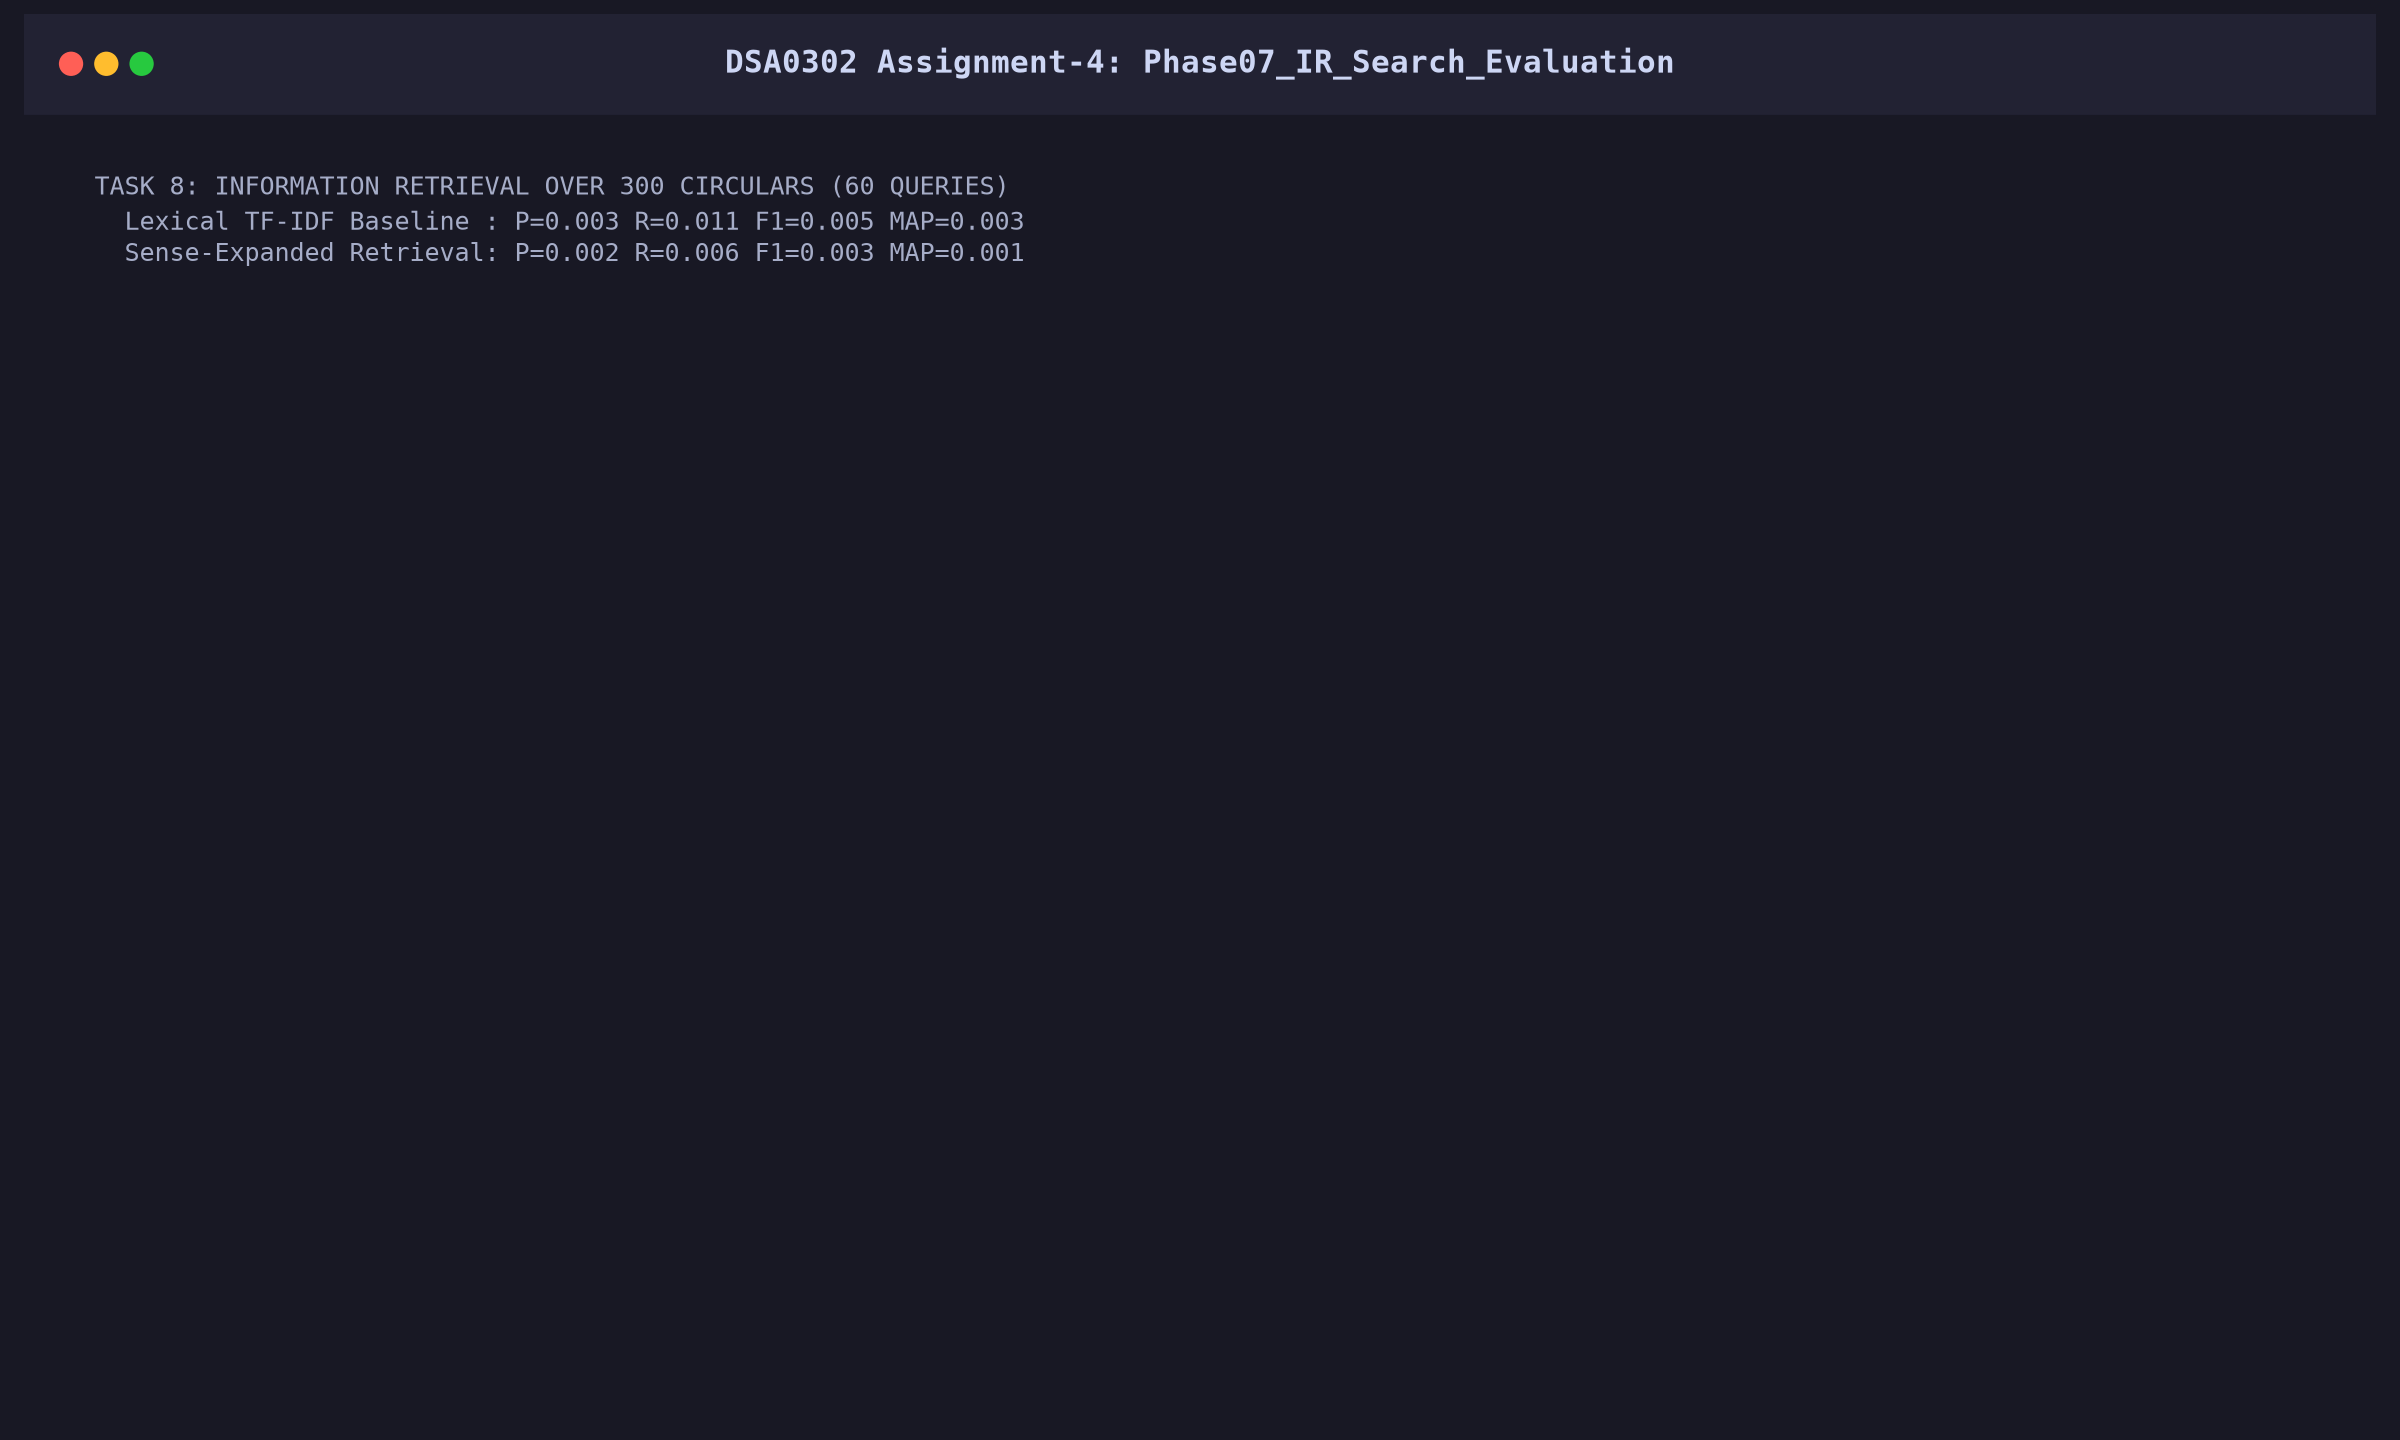 DSA0302 Assignment-4: Phase07_IR_Search_Evaluation
TASK 8: INFORMATION RETRIEVAL OVER 300 CIRCULARS (60 QUERIES)
Lexical TF-IDF Baseline : P=0.003 R=0.011 F1=0.005 MAP=0.003
Sense-Expanded Retrieval: P=0.002 R=0.006 F1=0.003 MAP=0.001